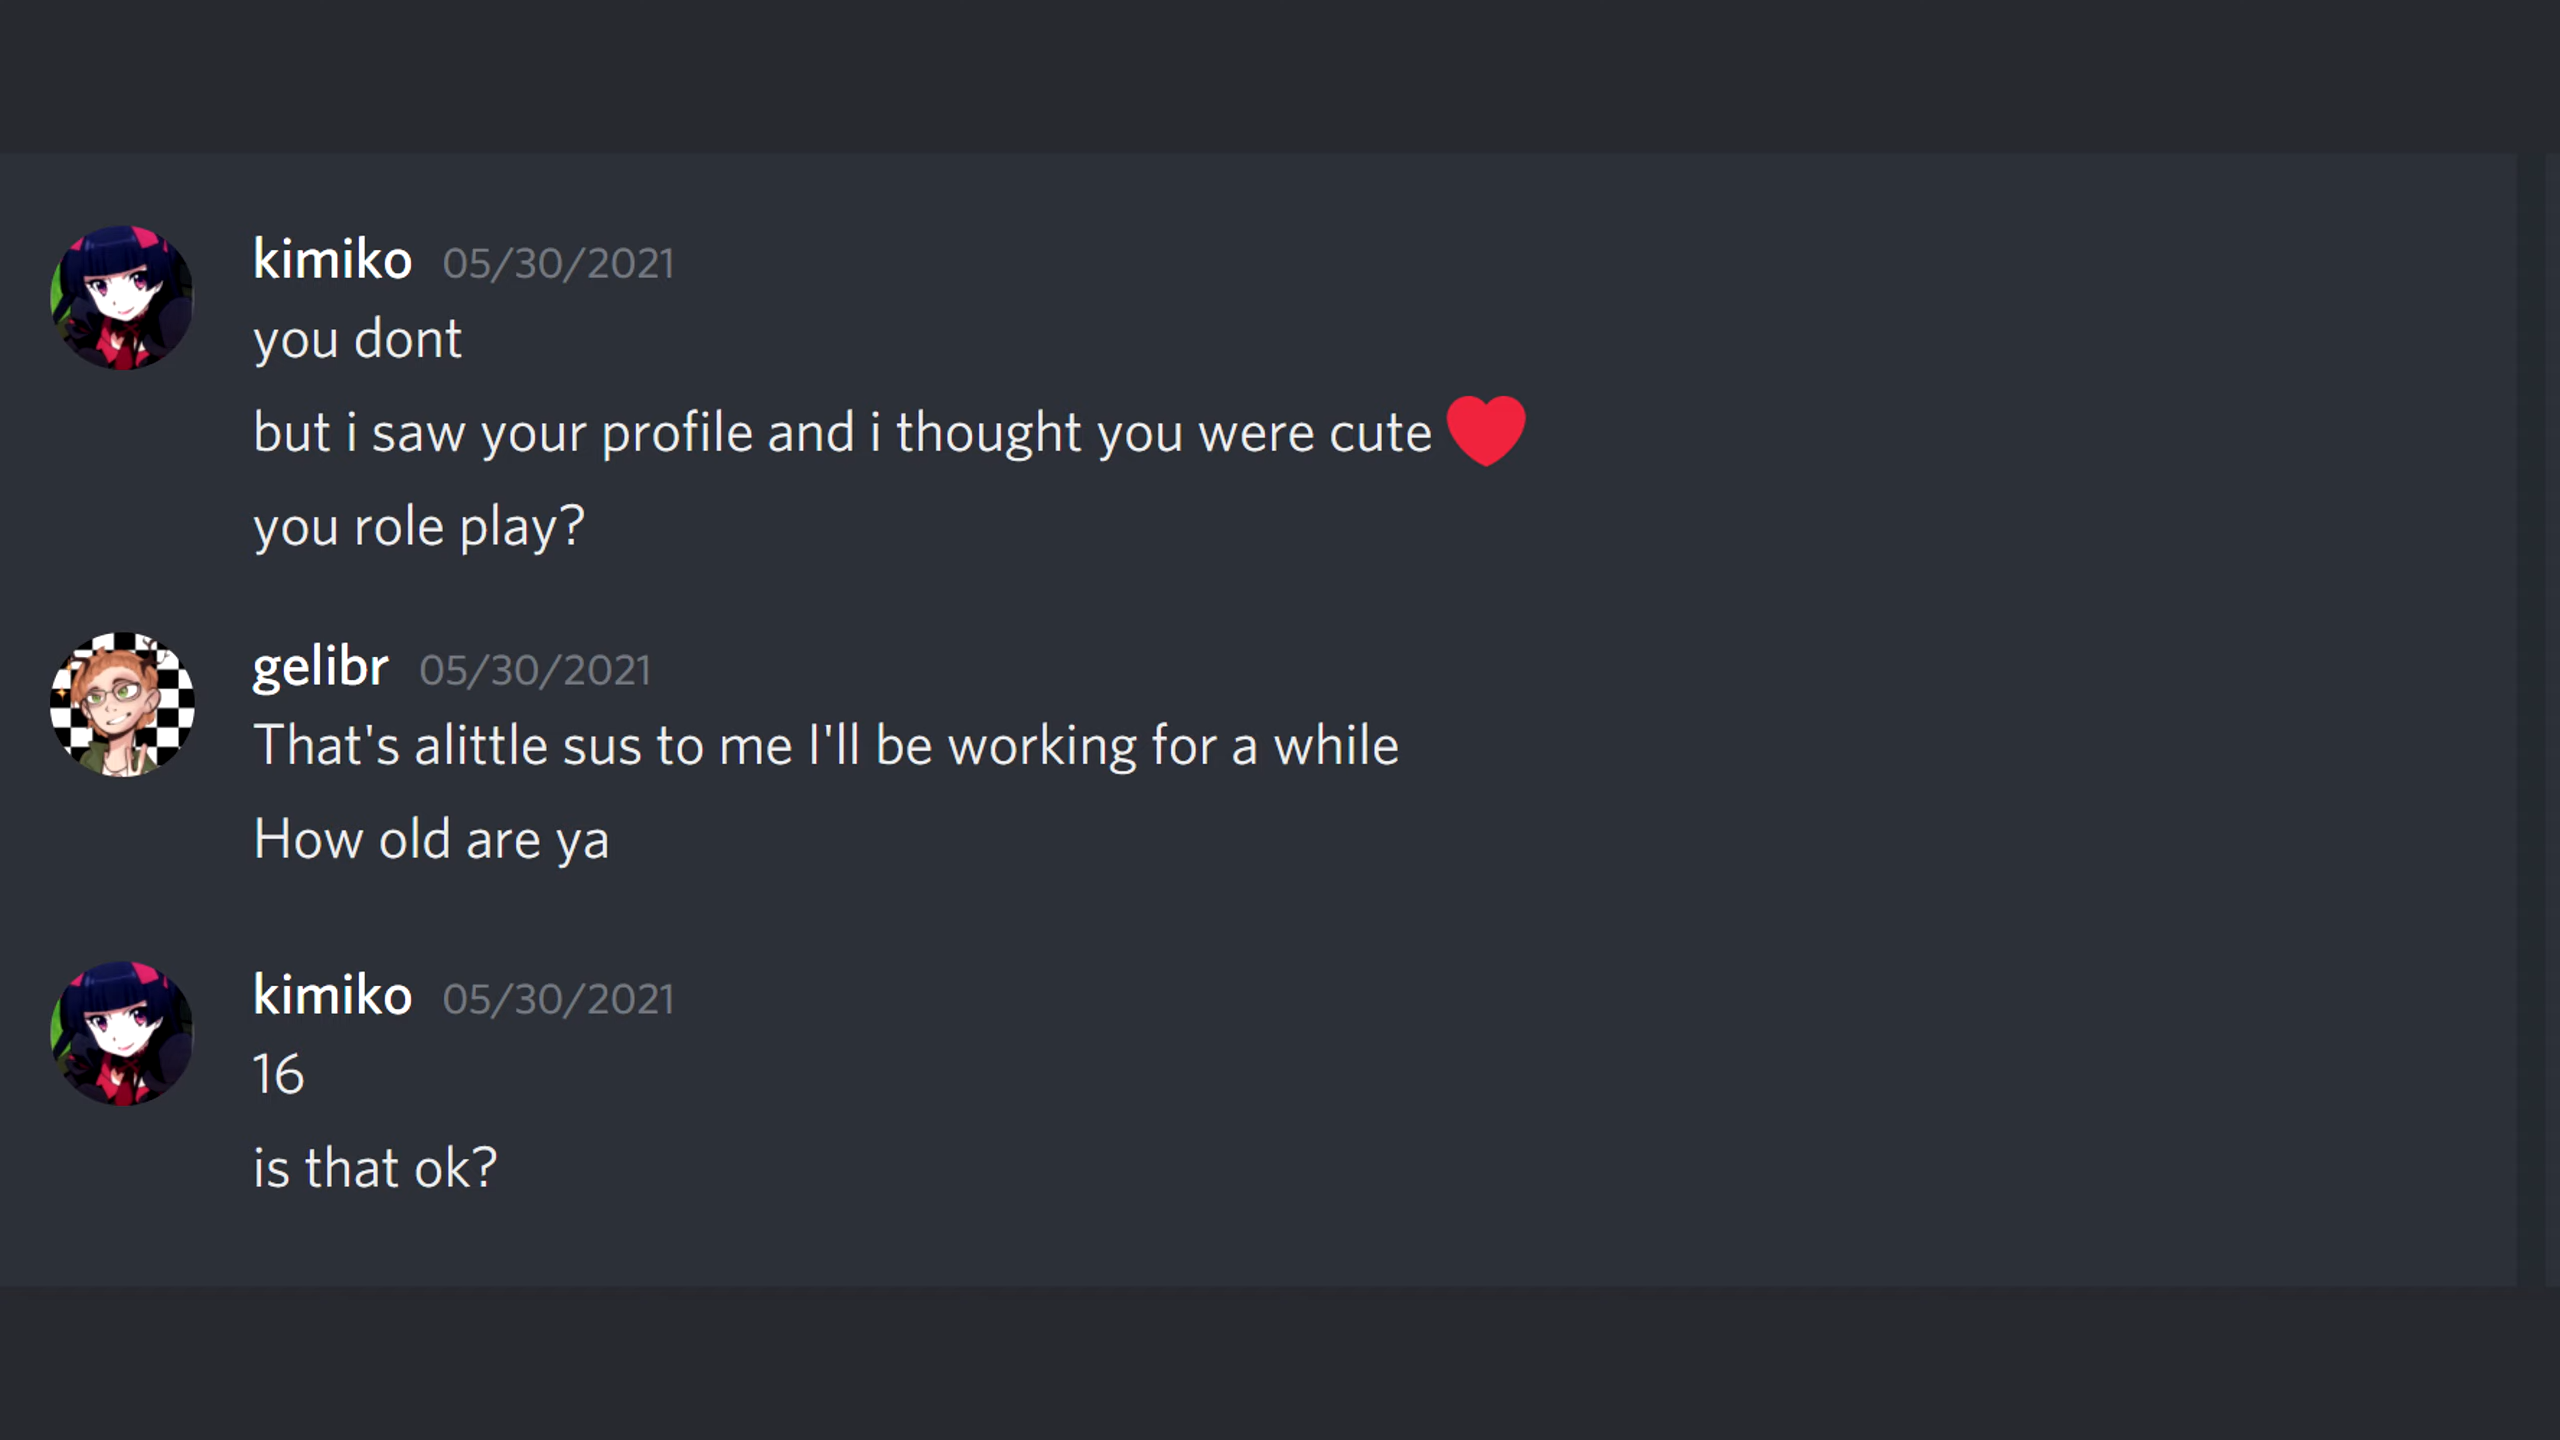 kimiko 05/30/2021
you dont
but i saw your profile and i thought you were cute ❤️
you role play?
gelibr 05/30/2021
That's alittle sus to me I'll be working for a while
How old are ya
kimiko 05/30/2021
16
is that ok?